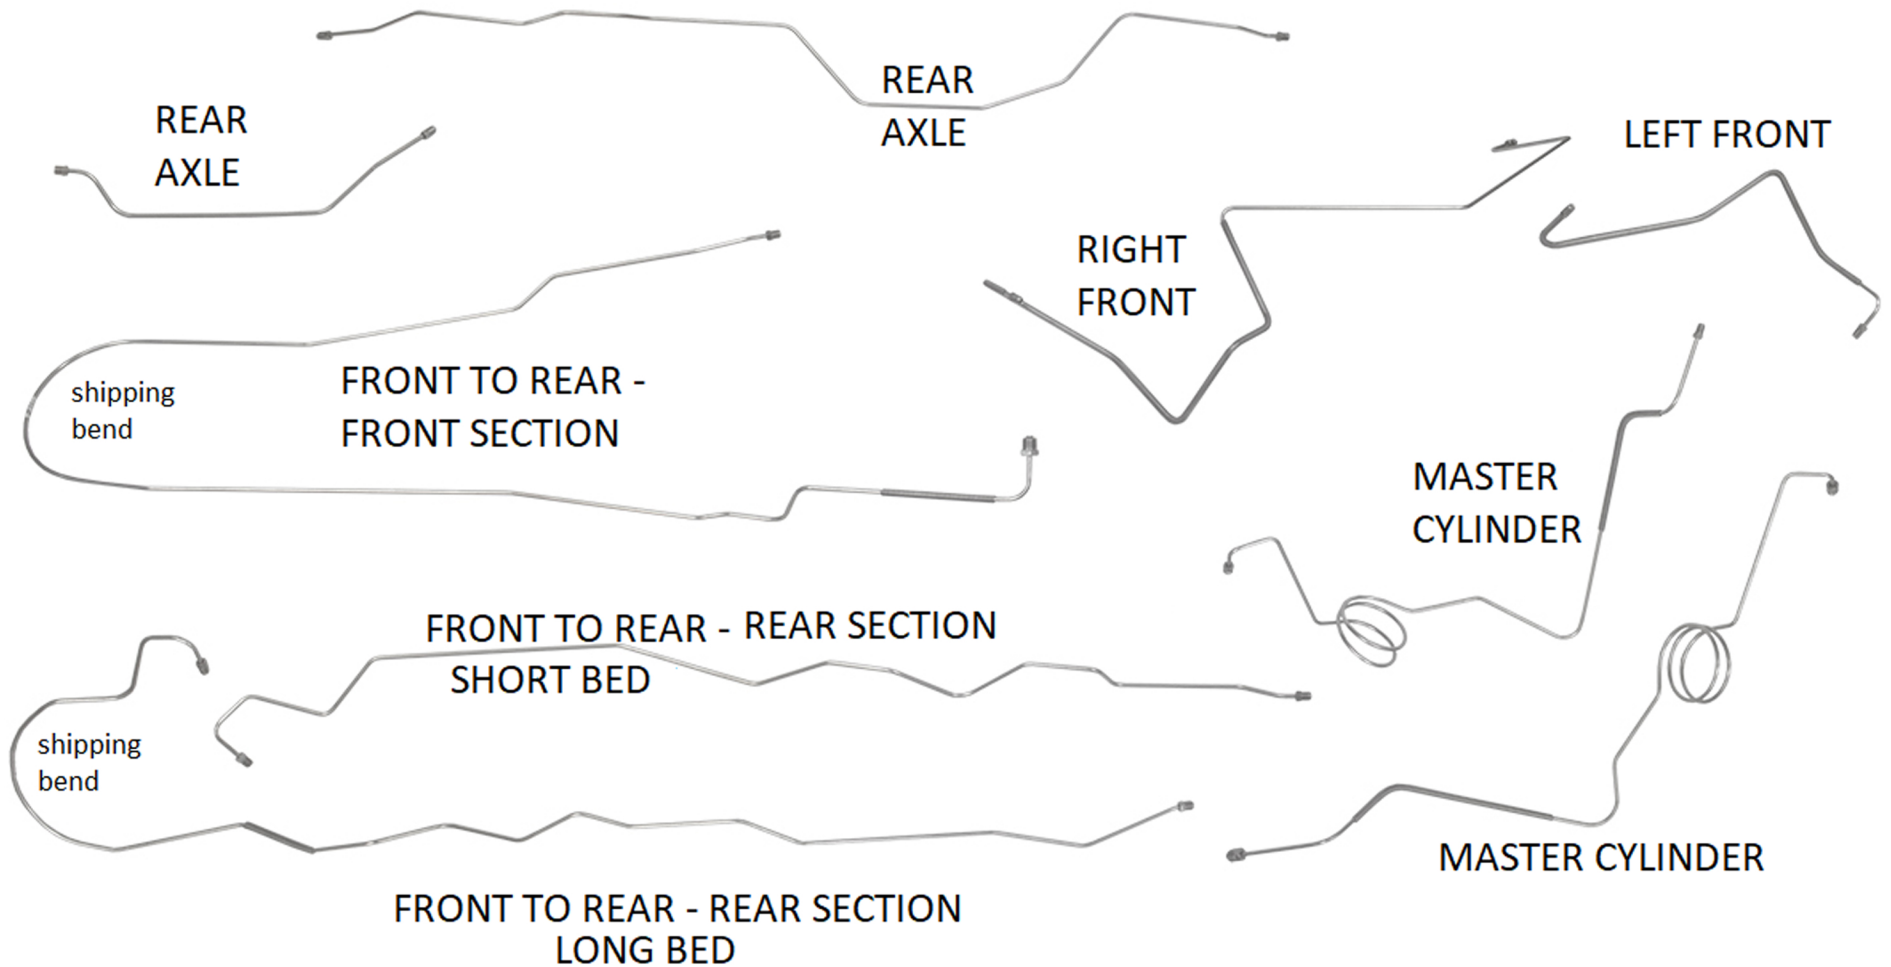 REAR
AXLE
REAR
AXLE
LEFT FRONT
RIGHT
FRONT
shipping
bend
FRONT TO REAR -
FRONT SECTION
MASTER
CYLINDER
FRONT TO REAR - REAR SECTION
SHORT BED
shipping
bend
MASTER CYLINDER
FRONT TO REAR - REAR SECTION
LONG BED